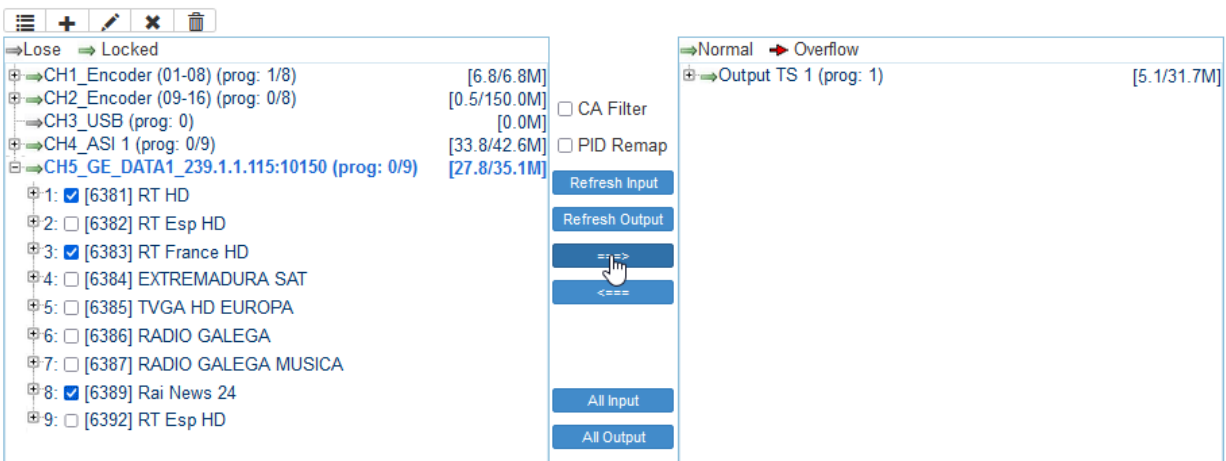 ⇒Lose ⇒ Locked
⇒Normal ➔ Overflow
CH1_Encoder (01-08) (prog: 1/8) [6.8/6.8M]
Output TS 1 (prog: 1) [5.1/31.7M]
CH2_Encoder (09-16) (prog: 0/8) [0.5/150.0M]
CH3_USB (prog: 0) [0.0M]
CH4_ASI 1 (prog: 0/9) [33.8/42.6M]
CH5_GE_DATA1_239.1.1.115:10150 (prog: 0/9) [27.8/35.1M]
1: [6381] RT HD
2: [6382] RT Esp HD
3: [6383] RT France HD
4: [6384] EXTREMADURA SAT
5: [6385] TVGA HD EUROPA
6: [6386] RADIO GALEGA
7: [6387] RADIO GALEGA MUSICA
8: [6389] Rai News 24
9: [6392] RT Esp HD
CA Filter
PID Remap
Refresh Input
Refresh Output
===>
<===
All Input
All Output